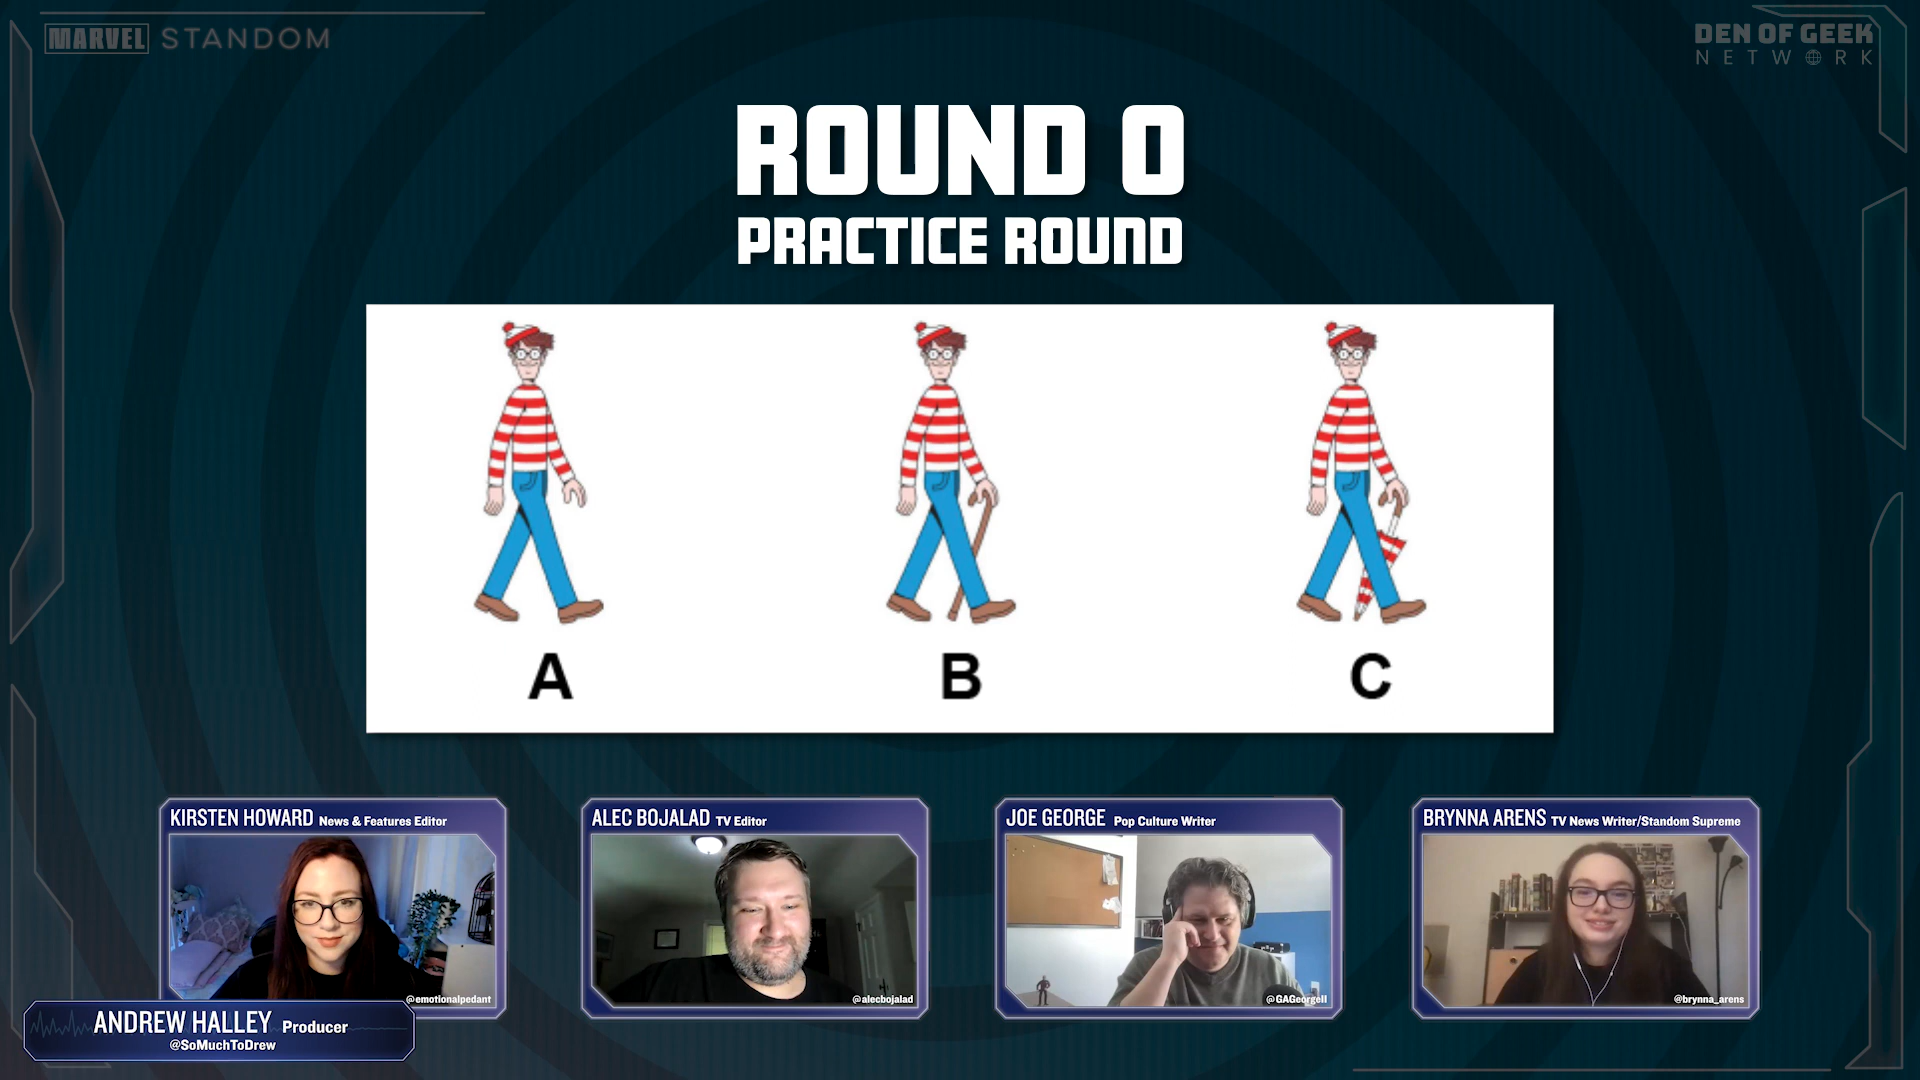 MARVEL STANDOM
DEN OF GEEK
NETWORK
ROUND 0
PRACTICE ROUND
A
B
C
KIRSTEN HOWARD News & Features Editor
@emotionalpedant
ALEC BOJALAD TV Editor
@alecbojalad
JOE GEORGE Pop Culture Writer
@GAGeorgeII
BRYNNA ARENS TV News Writer/Standom Supreme
@brynna_arens
ANDREW HALLEY Producer
@SoMuchToDrew